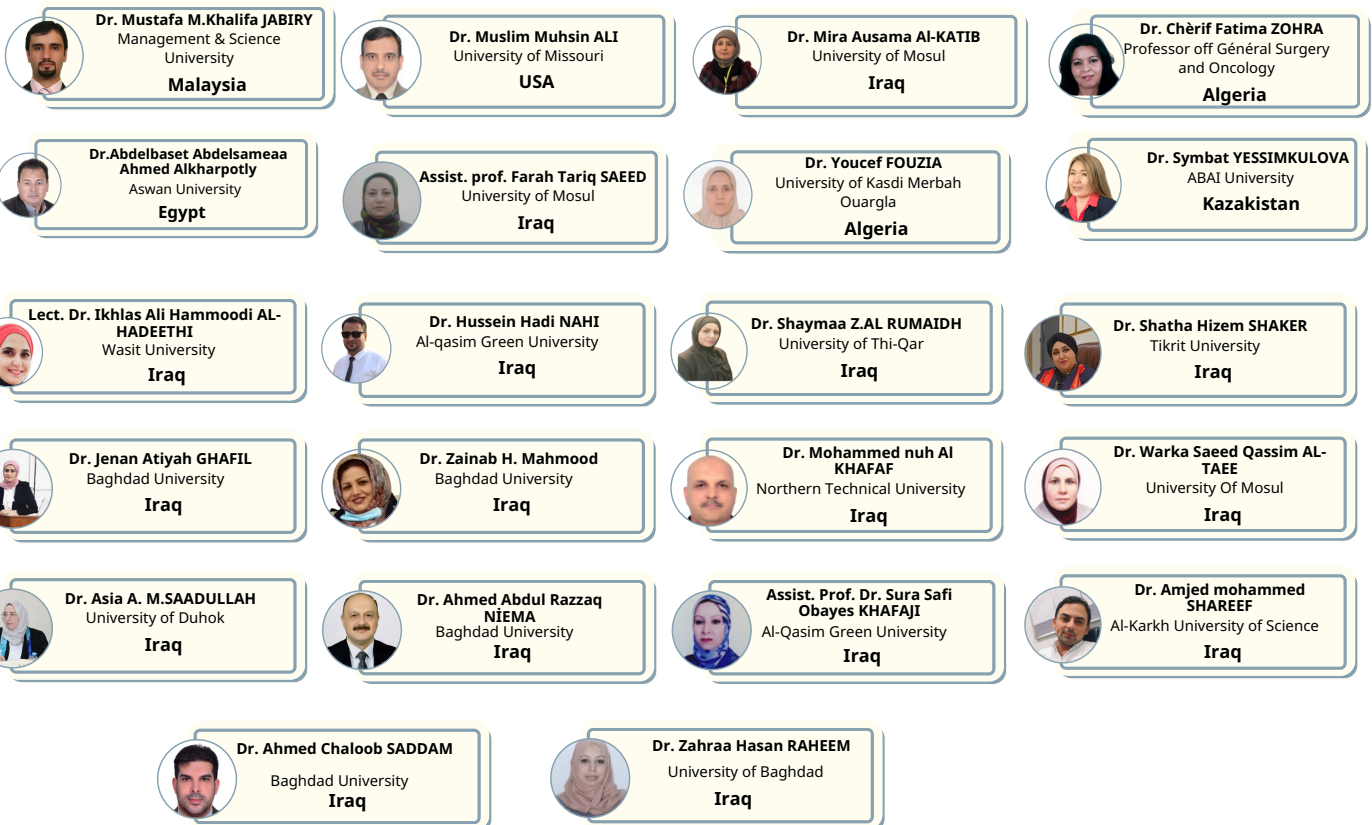 Dr. Mustafa M.Khalifa JABIRY
Management & Science
University
Malaysia
Dr. Muslim Muhsin ALI
University of Missouri
USA
Dr. Mira Ausama Al-KATIB
University of Mosul
Iraq
Dr. Chèrif Fatima ZOHRA
Professor off Général Surgery
and Oncology
Algeria
Dr.Abdelbaset Abdelsameaa
Ahmed Alkharpotly
Aswan University
Egypt
Assist. prof. Farah Tariq SAEED
University of Mosul
Iraq
Dr. Youcef FOUZIA
University of Kasdi Merbah
Ouargla
Algeria
Dr. Symbat YESSIMKULOVA
ABAI University
Kazakistan
Lect. Dr. Ikhlas Ali Hammoodi AL-
HADEETHI
Wasit University
Iraq
Dr. Hussein Hadi NAHI
Al-qasim Green University
Iraq
Dr. Shaymaa Z.AL RUMAIDH
University of Thi-Qar
Iraq
Dr. Shatha Hizem SHAKER
Tikrit University
Iraq
Dr. Jenan Atiyah GHAFIL
Baghdad University
Iraq
Dr. Zainab H. Mahmood
Baghdad University
Iraq
Dr. Mohammed nuh Al
KHAFAF
Northern Technical University
Iraq
Dr. Warka Saeed Qassim AL-
TAEE
University Of Mosul
Iraq
Dr. Asia A. M.SAADULLAH
University of Duhok
Iraq
Dr. Ahmed Abdul Razzaq
NİEMA
Baghdad University
Iraq
Assist. Prof. Dr. Sura Safi
Obayes KHAFAJI
Al-Qasim Green University
Iraq
Dr. Amjed mohammed
SHAREEF
Al-Karkh University of Science
Iraq
Dr. Ahmed Chaloob SADDAM
Baghdad University
Iraq
Dr. Zahraa Hasan RAHEEM
University of Baghdad
Iraq